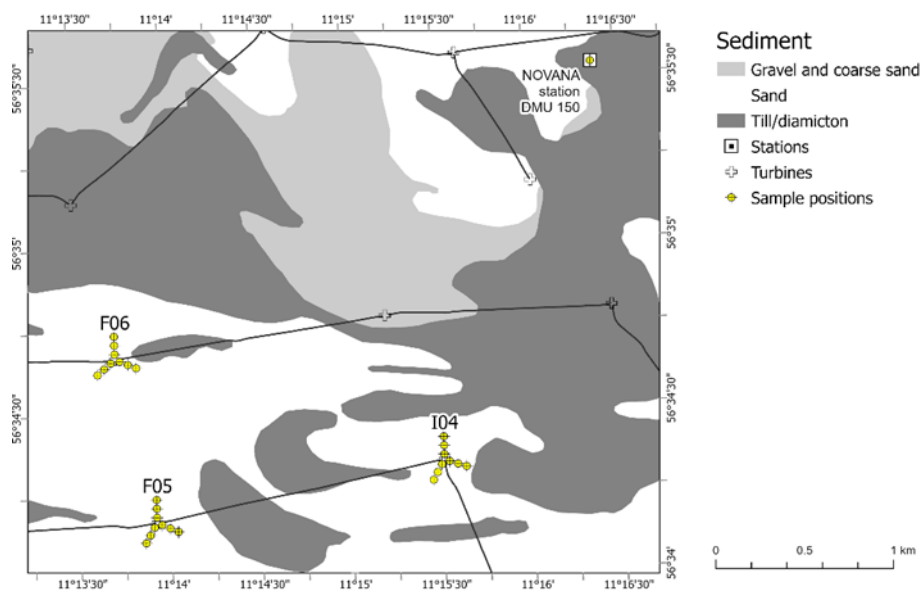 11°13'30" 11°14' 11°14'30" 11°15' 11°15'30" 11°16' 11°16'30"
56°35'30"
56°35'
56°34'30"
NOVANA
station
DMU 150
F06
I04
F05
56°35'30"
56°35'
56°34'30"
56°34'
11°13'30" 11°14' 11°14'30" 11°15' 11°15'30" 11°16' 11°16'30"
Sediment
Gravel and coarse sand
Sand
Till/diamicton
Stations
Turbines
Sample positions
0 0.5 1 km